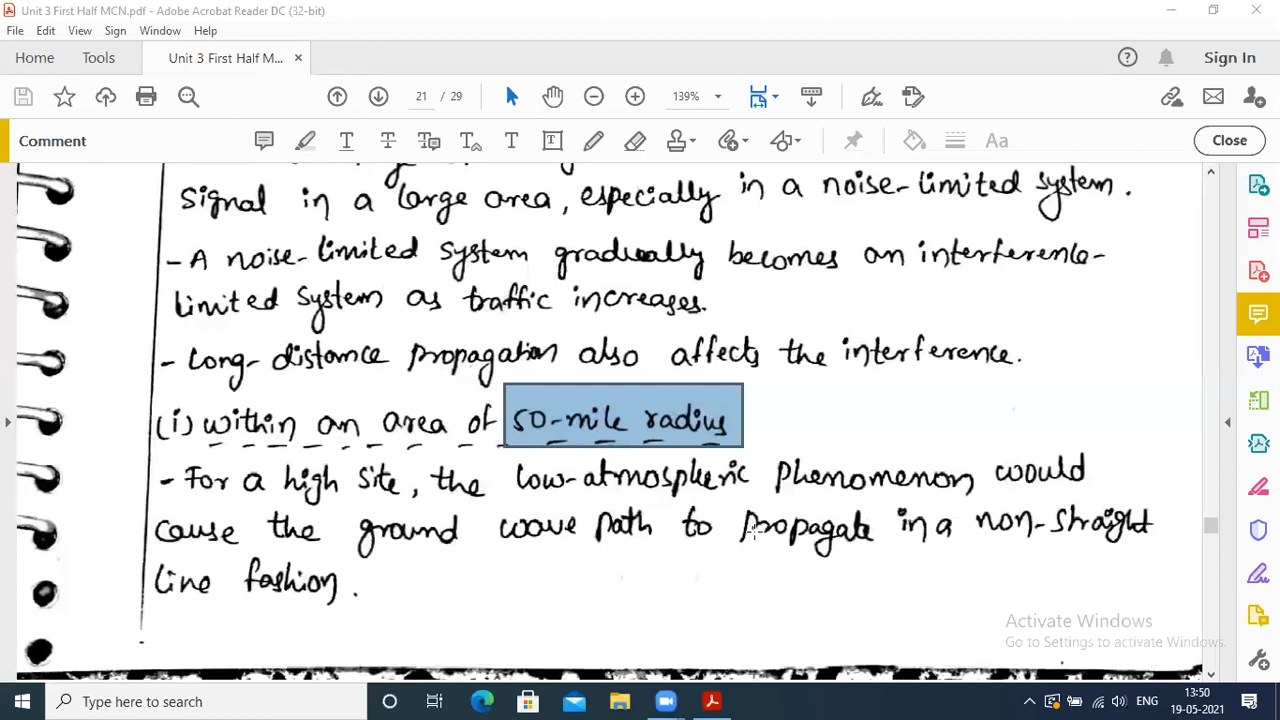 Unit 3 First Half MCN.pdf - Adobe Acrobat Reader DC (32-bit)
File Edit View Sign Window Help
Home Tools Unit 3 First Half M... × Sign In
21 / 29 139%
Comment Aa Close
Signal in a large area, especially in a noise-limited system.
- A noise-limited system gradually becomes an interference-
limited system as traffic increases.
- Long-distance propagation also affects the interference.
(i) within an area of 50-mile radius
- For a high site, the low-atmospheric phenomenon would
cause the ground wave path to propagate in a non-straight
line fashion.
Activate Windows
Go to Settings to activate Windows.
Type here to search
ENG
13:50
19-05-2021